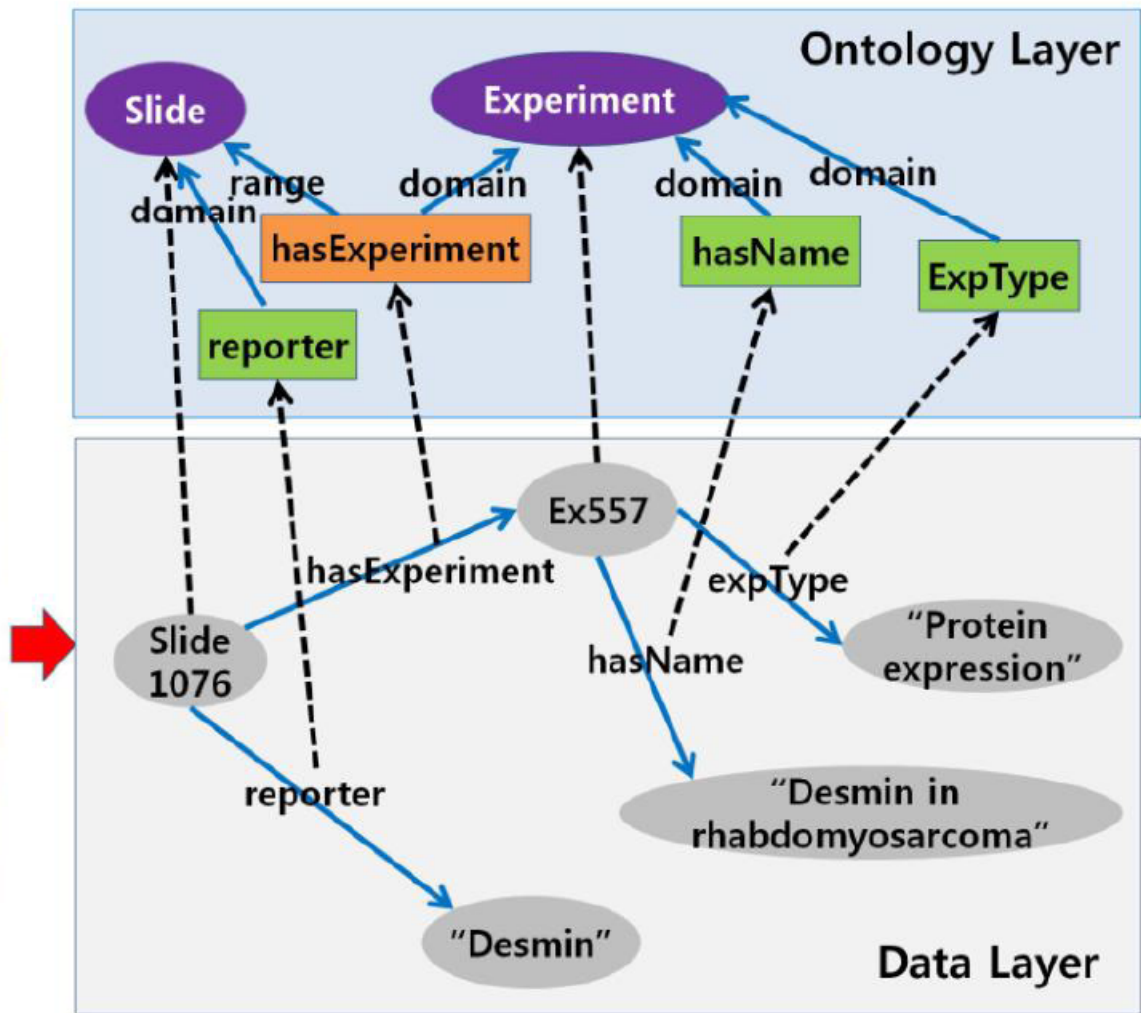 Ontology Layer
Slide
Experiment
range
domain
domain
domain
domain
hasExperiment
hasName
ExpType
reporter
Ex557
hasExperiment
expType
Slide
1076
hasName
"Protein
expression"
reporter
"Desmin in
rhabdomyosarcoma"
"Desmin"
Data Layer